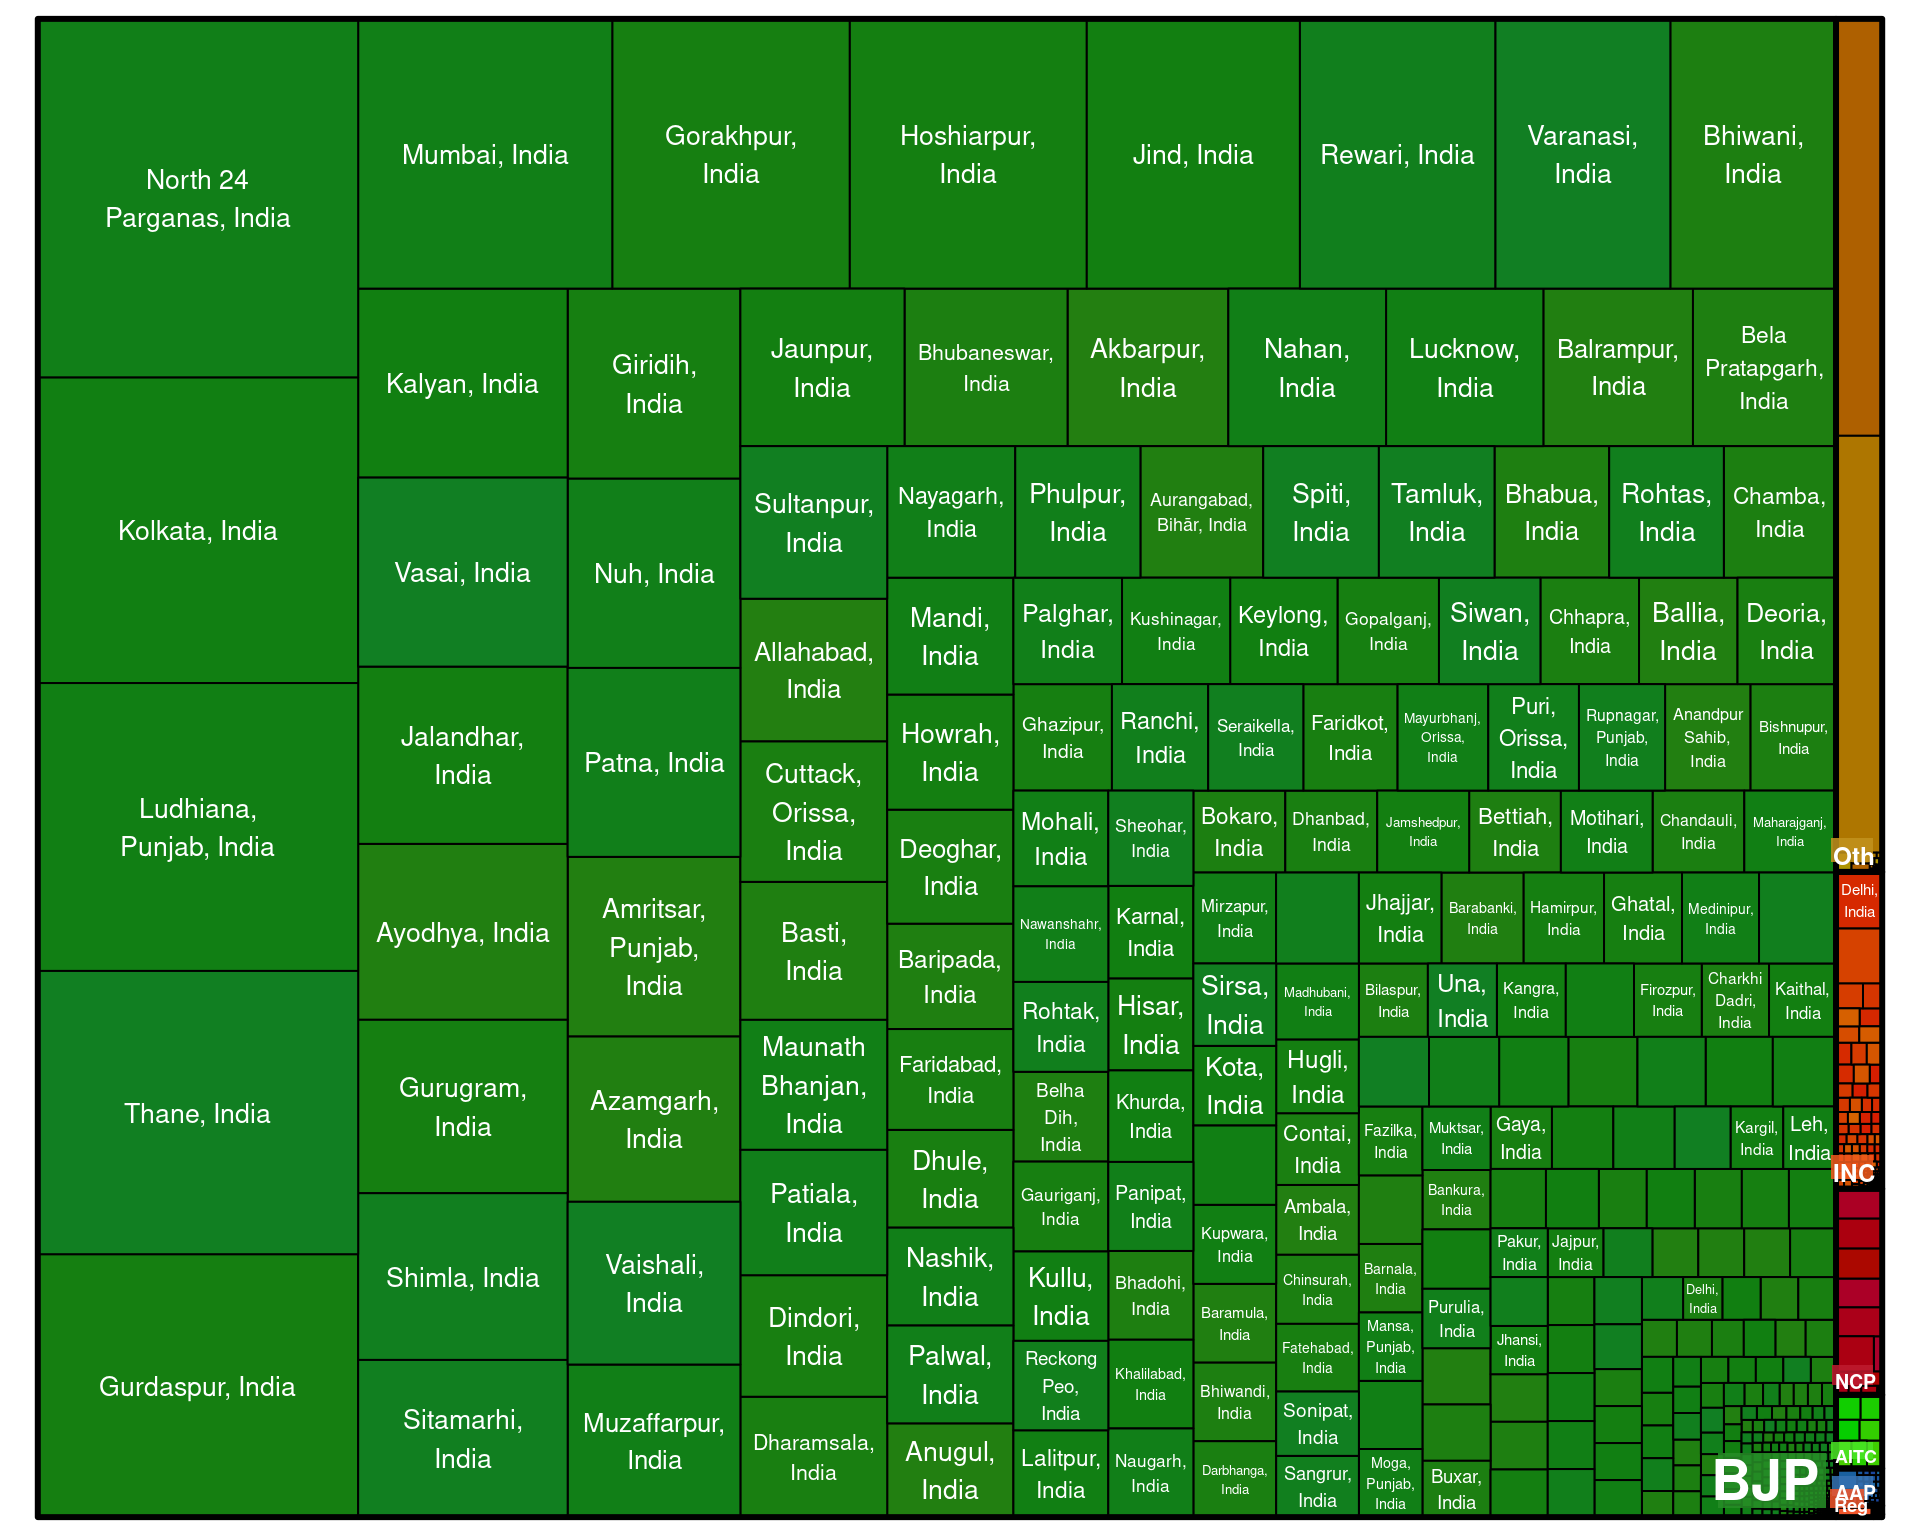 North 24
Parganas, India
Kolkata, India
Ludhiana,
Punjab, India
Thane, India
Gurdaspur, India
Mumbai, India
Gorakhpur,
India
Hoshiarpur,
India
Jind, India
Rewari, India
Varanasi,
India
Bhiwani,
India
Kalyan, India
Vasai, India
Jalandhar,
India
Ayodhya, India
Gurugram,
India
Shimla, India
Sitamarhi,
India
Giridih,
India
Nuh, India
Patna, India
Amritsar,
Punjab,
India
Azamgarh,
India
Vaishali,
India
Muzaffarpur,
India
Jaunpur,
India
Bhubaneswar,
India
Akbarpur,
India
Nahan,
India
Lucknow,
India
Balrampur,
India
Bela
Pratapgarh,
India
Sultanpur,
India
Allahabad,
India
Cuttack,
Orissa,
India
Basti,
India
Maunath
Bhanjan,
India
Patiala,
India
Dindori,
India
Dharamsala,
India
Nayagarh,
India
Phulpur,
India
Aurangabad,
Bihār, India
Spiti,
India
Tamluk,
India
Bhabua,
India
Rohtas,
India
Chamba,
India
Mandi,
India
Howrah,
India
Deoghar,
India
Baripada,
India
Faridabad,
India
Dhule,
India
Nashik,
India
Palwal,
India
Anugul,
India
Palghar,
India
Kushinagar,
India
Keylong,
India
Gopalganj,
India
Siwan,
India
Chhapra,
India
Ballia,
India
Deoria,
India
Ghazipur,
India
Ranchi,
India
Seraikella,
India
Faridkot,
India
Mayurbhanj,
Orissa,
India
Puri,
Orissa,
India
Rupnagar,
Punjab,
India
Anandpur
Sahib,
India
Bishnupur,
India
Mohali,
India
Nawanshahr,
India
Rohtak,
India
Belha
Dih,
India
Gauriganj,
India
Kullu,
India
Reckong
Peo,
India
Lalitpur,
India
Sheohar,
India
Karnal,
India
Hisar,
India
Khurda,
India
Panipat,
India
Bhadohi,
India
Khalilabad,
India
Naugarh,
India
Bokaro,
India
Dhanbad,
India
Jamshedpur,
India
Bettiah,
India
Motihari,
India
Chandauli,
India
Maharajganj,
India
Mirzapur,
India
Sirsa,
India
Kota,
India
Kupwara,
India
Baramula,
India
Bhiwandi,
India
Darbhanga,
India
Madhubani,
India
Hugli,
India
Contai,
India
Ambala,
India
Chinsurah,
India
Fatehabad,
India
Sonipat,
India
Sangrur,
India
Jhajjar,
India
Barabanki,
India
Hamirpur,
India
Ghatal,
India
Medinipur,
India
Bilaspur,
India
Una,
India
Kangra,
India
Firozpur,
India
Charkhi
Dadri,
India
Kaithal,
India
Fazilka,
India
Barnala,
India
Mansa,
Punjab,
India
Moga,
Punjab,
India
Muktsar,
India
Bankura,
India
Purulia,
India
Buxar,
India
Gaya,
India
Kargil,
India
Leh,
India
Pakur,
India
Jajpur,
India
Jhansi,
India
Delhi,
India
BJP
Oth
Delhi,
India
INC
NCP
AITC
AAP
Reg